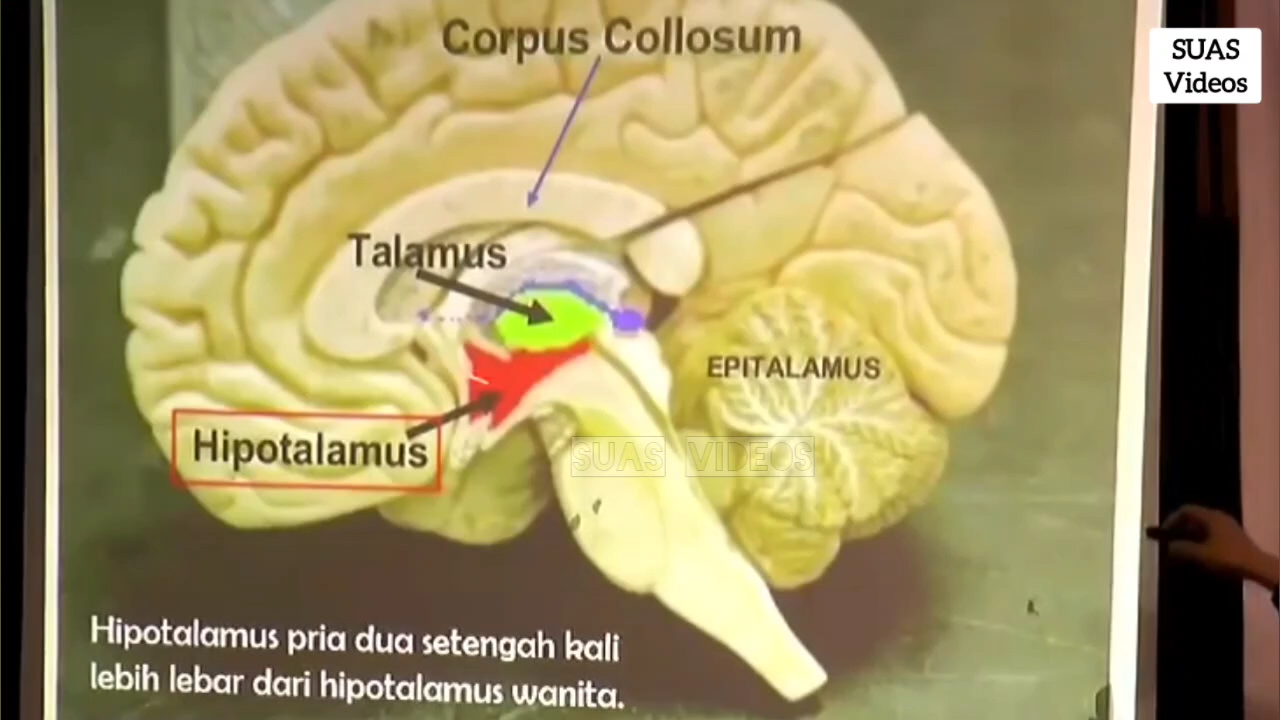 Corpus Collosum
SUAS
Videos
Talamus
EPITALAMUS
Hipotalamus
SUAS VIDEOS
Hipotalamus pria dua setengah kali
lebih lebar dari hipotalamus wanita.